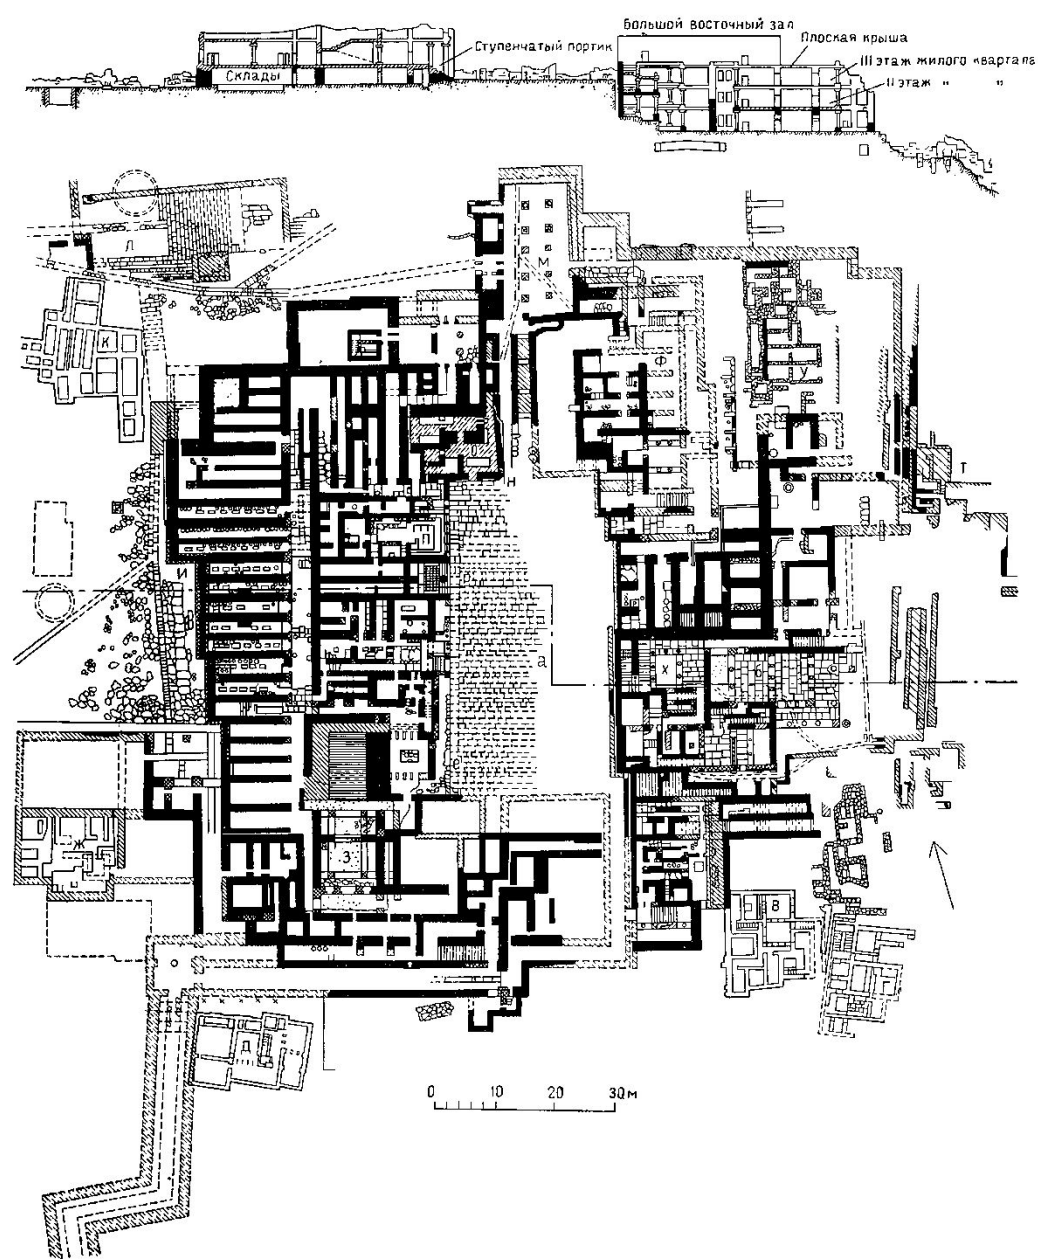 Большой восточный зал
Ступенчатый портик
Плоская крыша
III этаж жилого квартала
Склады
II этаж " "
Л
М
К
Ф
У
Н
Т
И
П
а
Х
Ж
З
В
0 10 20 30м